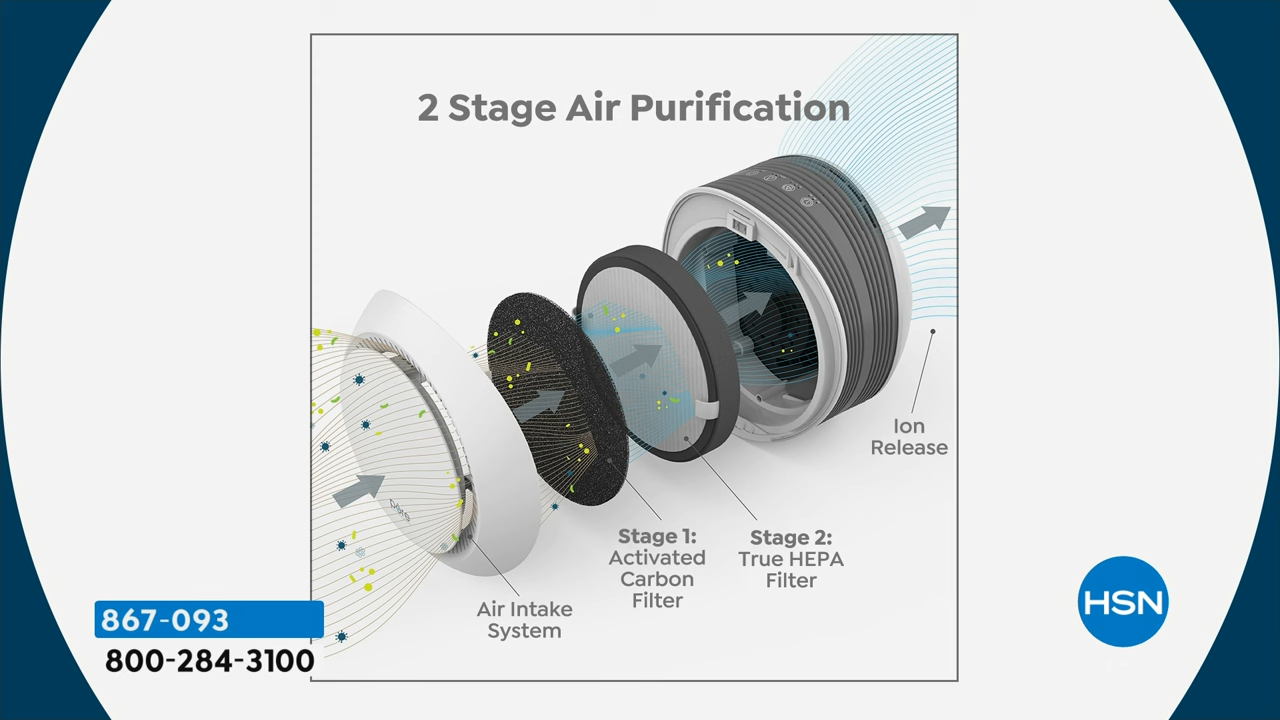 2 Stage Air Purification
Ion
Release
Stage 1:
Activated
Carbon
Filter
Stage 2:
True HEPA
Filter
Air Intake
System
867-093
800-284-3100
HSN